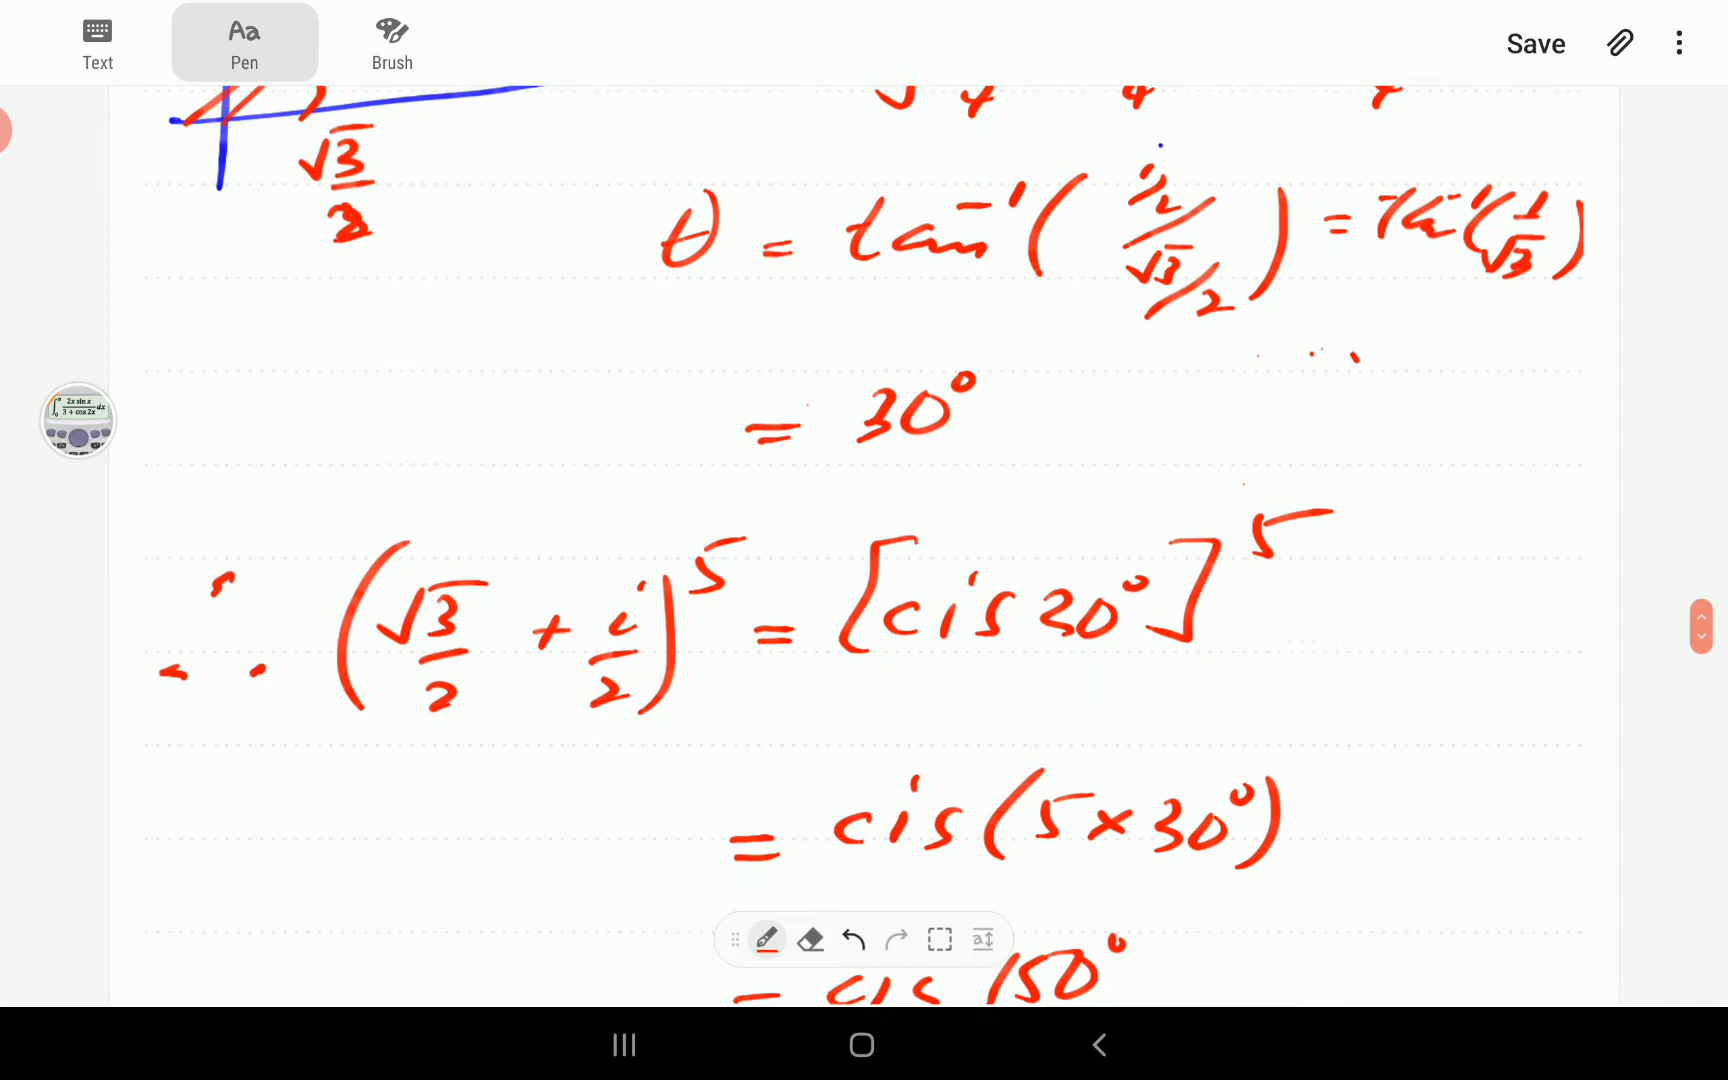 Text Pen Brush Save
√3/2
θ = tan⁻¹( (1/2)/(√3/2) ) = tan⁻¹(1/√3)
= 30°
∴ (√3/2 + i/2)⁵ = [cis 30°]⁵
= cis(5×30°)
= cis 150°